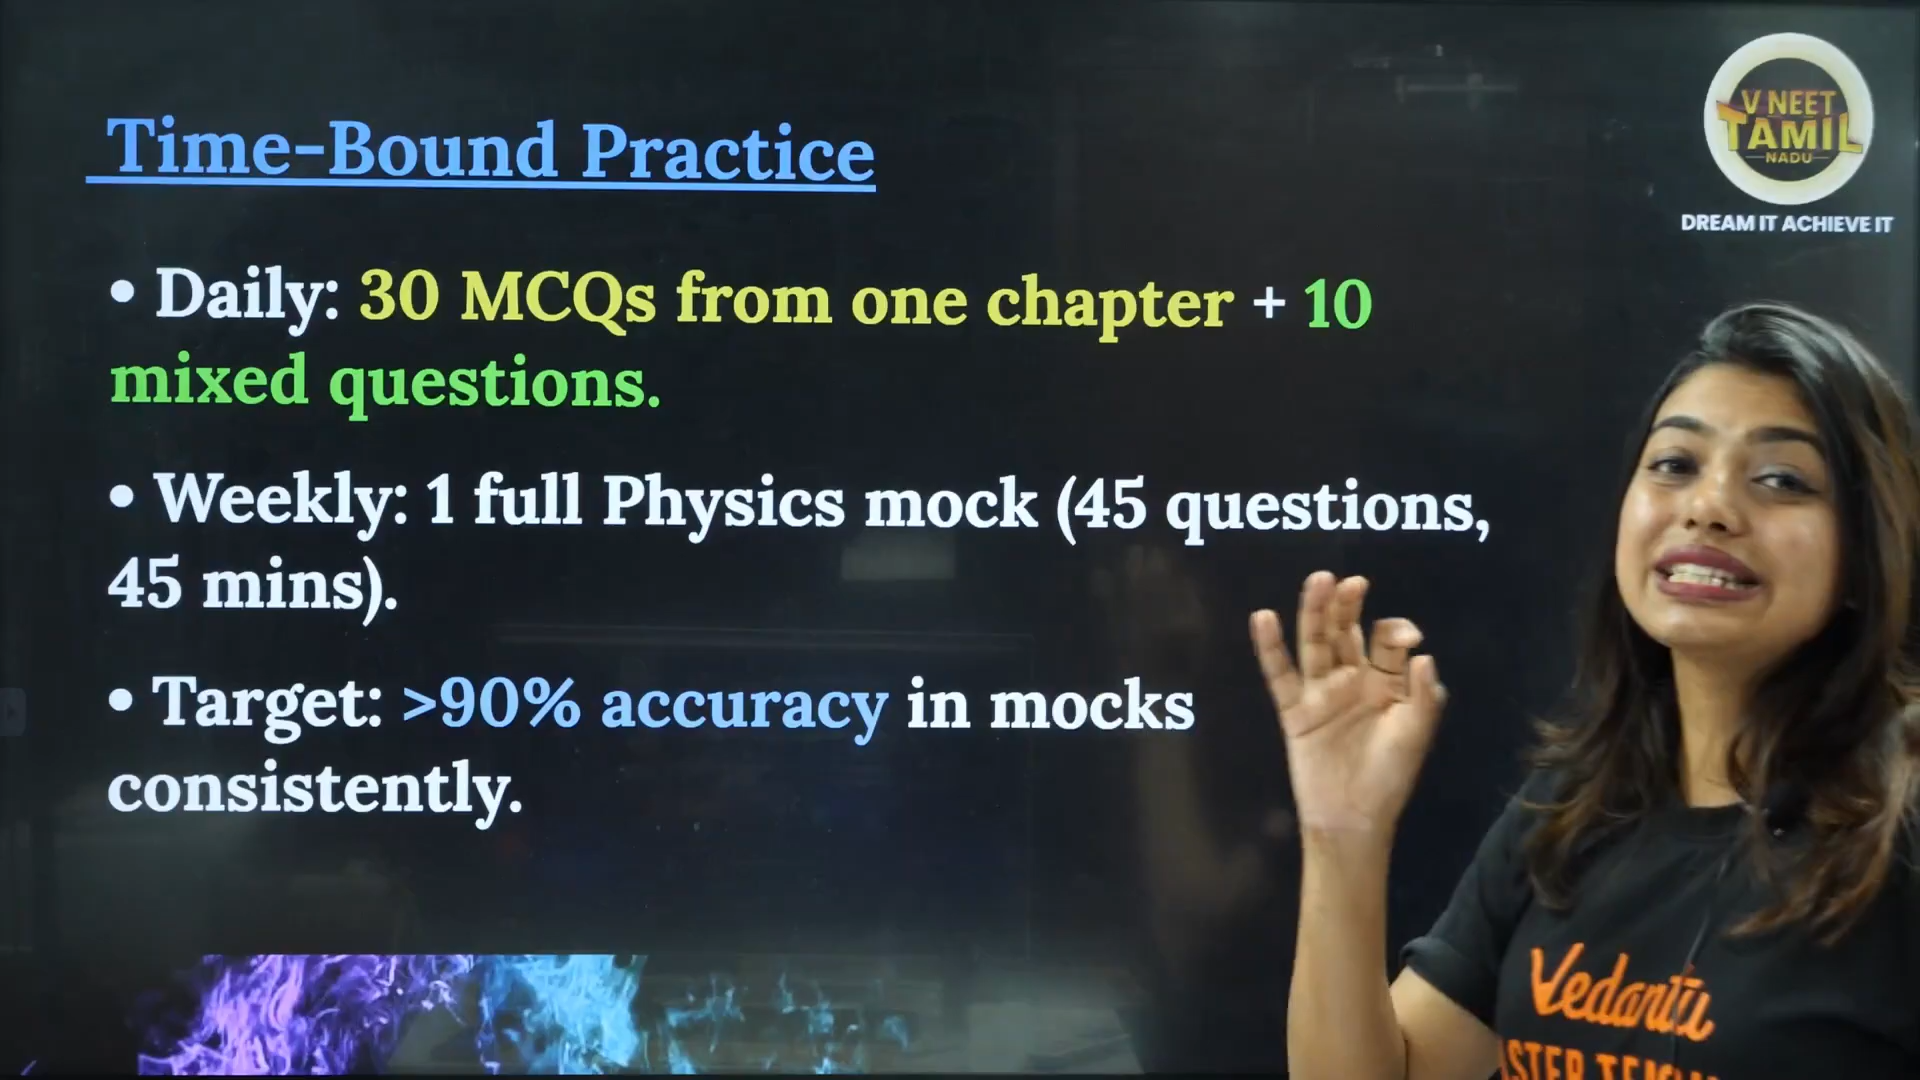 V NEET
TAMIL
NADU
DREAM IT ACHIEVE IT
Time-Bound Practice
• Daily: 30 MCQs from one chapter + 10
mixed questions.
• Weekly: 1 full Physics mock (45 questions,
45 mins).
• Target: >90% accuracy in mocks
consistently.
Vedantu